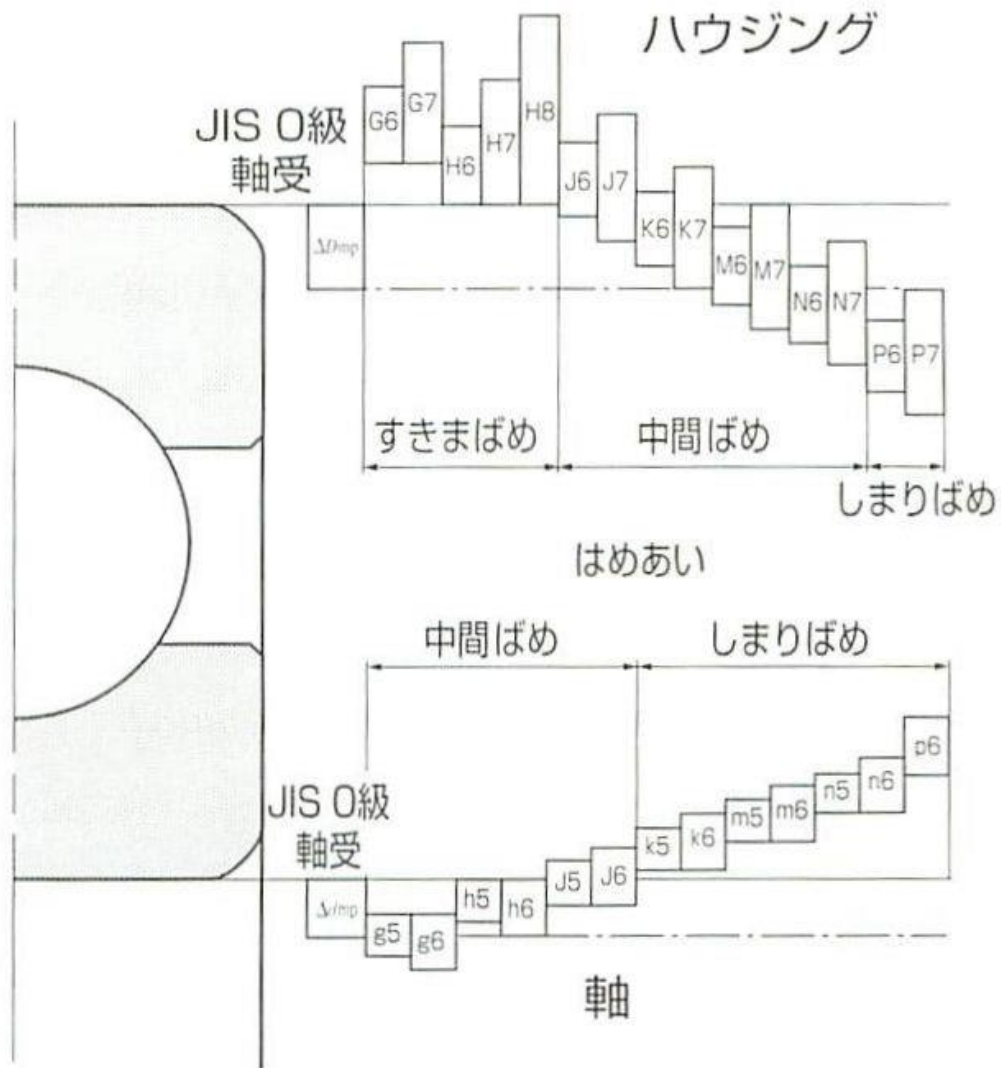 ハウジング
JIS 0級
軸受
ΔDmp
G6
G7
H6
H7
H8
J6
J7
K6
K7
M6
M7
N6
N7
P6
P7
すきまばめ
中間ばめ
しまりばめ
はめあい
中間ばめ
しまりばめ
JIS 0級
軸受
Δdmp
g5
g6
h5
h6
J5
J6
k5
k6
m5
m6
n5
n6
p6
軸